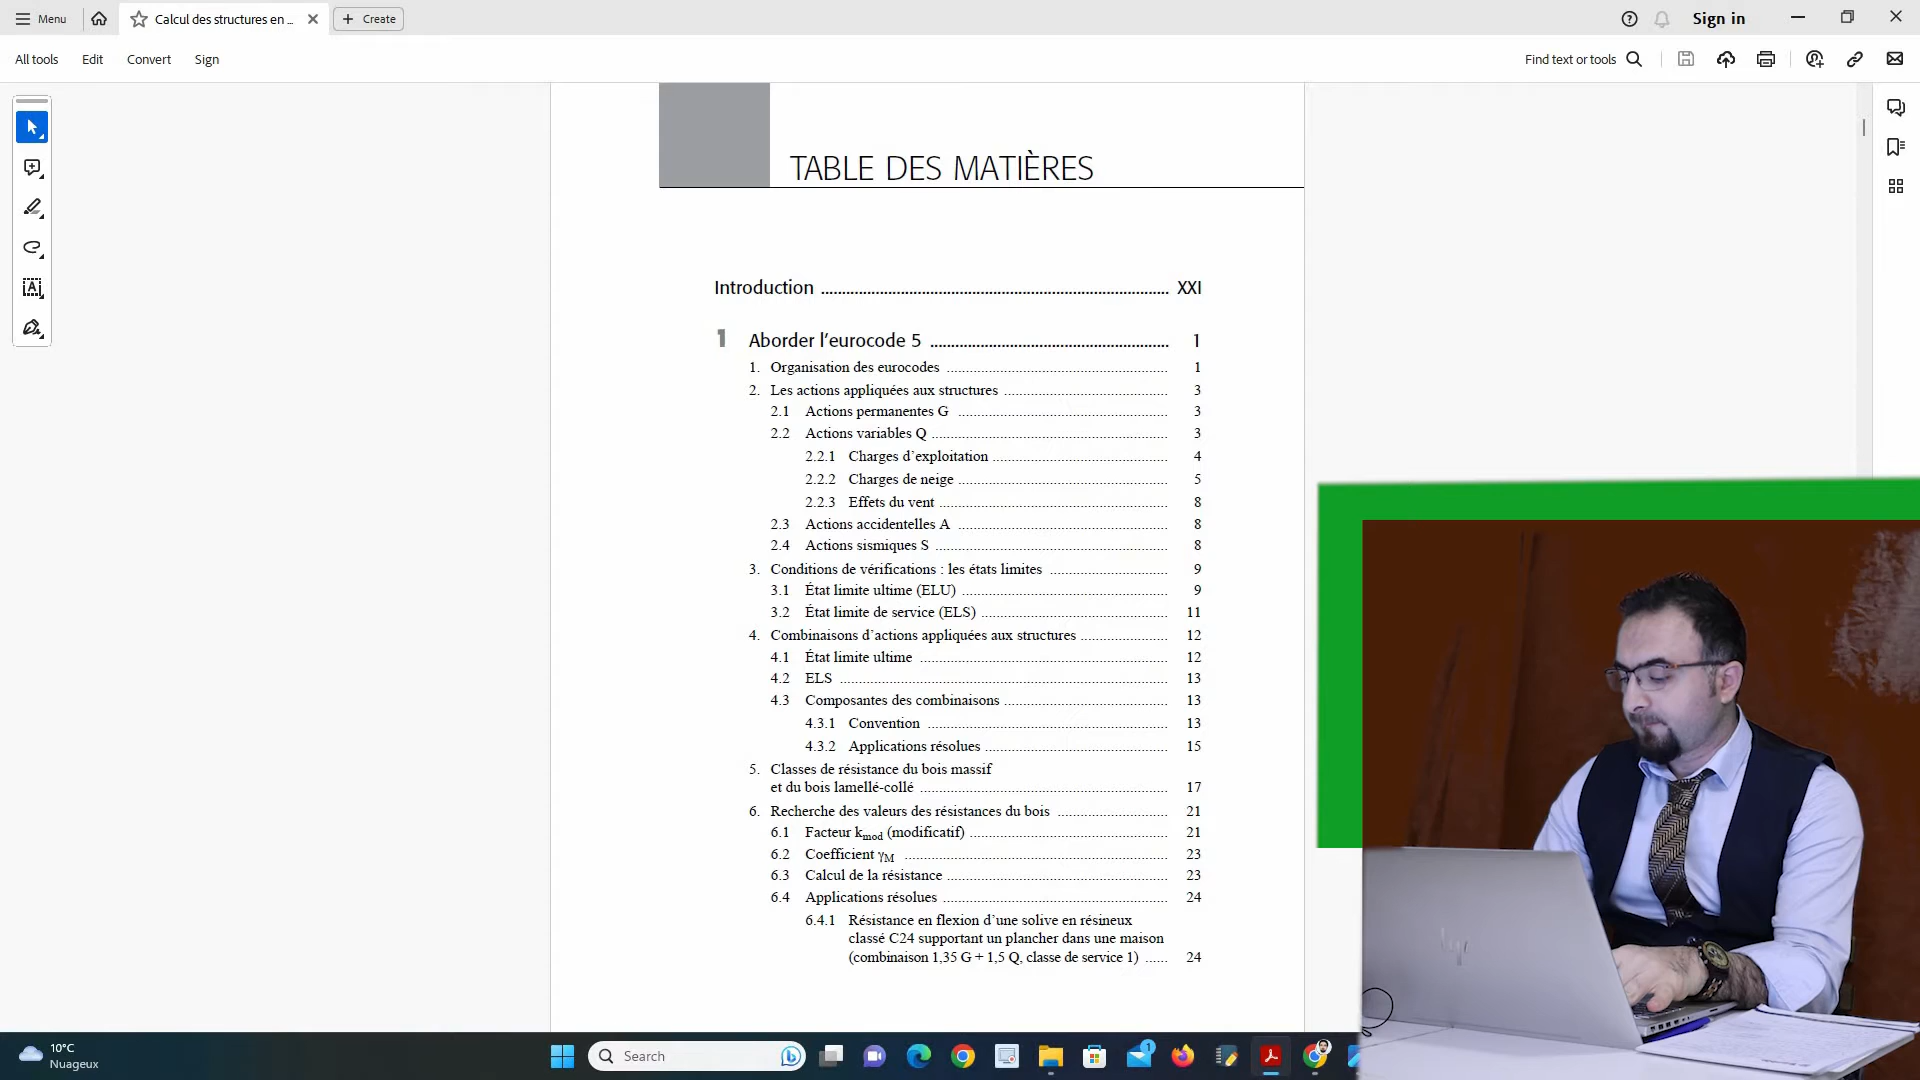 Menu
Calcul des structures en ...
Create
Sign in
All tools
Edit
Convert
Sign
Find text or tools
TABLE DES MATIÈRES
Introduction ........ XXI
1 Aborder l'eurocode 5 ........ 1
1. Organisation des eurocodes ........ 1
2. Les actions appliquées aux structures ........ 3
2.1 Actions permanentes G ........ 3
2.2 Actions variables Q ........ 3
2.2.1 Charges d'exploitation ........ 4
2.2.2 Charges de neige ........ 5
2.2.3 Effets du vent ........ 8
2.3 Actions accidentelles A ........ 8
2.4 Actions sismiques S ........ 8
3. Conditions de vérifications : les états limites ........ 9
3.1 État limite ultime (ELU) ........ 9
3.2 État limite de service (ELS) ........ 11
4. Combinaisons d'actions appliquées aux structures ........ 12
4.1 État limite ultime ........ 12
4.2 ELS ........ 13
4.3 Composantes des combinaisons ........ 13
4.3.1 Convention ........ 13
4.3.2 Applications résolues ........ 15
5. Classes de résistance du bois massif
et du bois lamellé-collé ........ 17
6. Recherche des valeurs des résistances du bois ........ 21
6.1 Facteur kmod (modificatif) ........ 21
6.2 Coefficient γM ........ 23
6.3 Calcul de la résistance ........ 23
6.4 Applications résolues ........ 24
6.4.1 Résistance en flexion d'une solive en résineux
classé C24 supportant un plancher dans une maison
(combinaison 1,35 G + 1,5 Q, classe de service 1) ...... 24
10°C
Nuageux
Search
1
hp